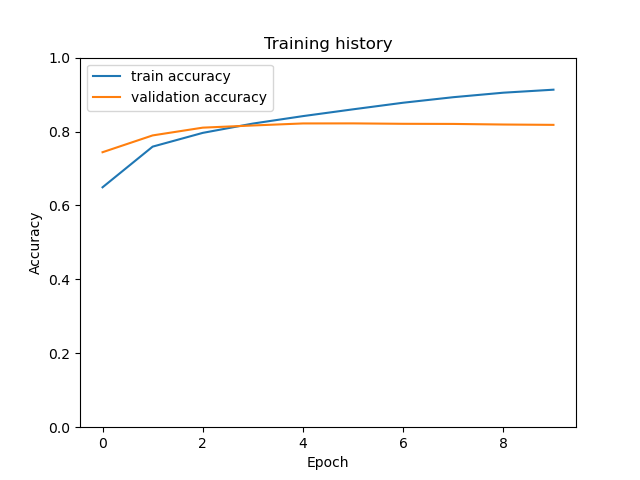 Training history
train accuracy
validation accuracy
1.0
0.8
0.6
0.4
0.2
0.0
Accuracy
0 2 4 6 8
Epoch